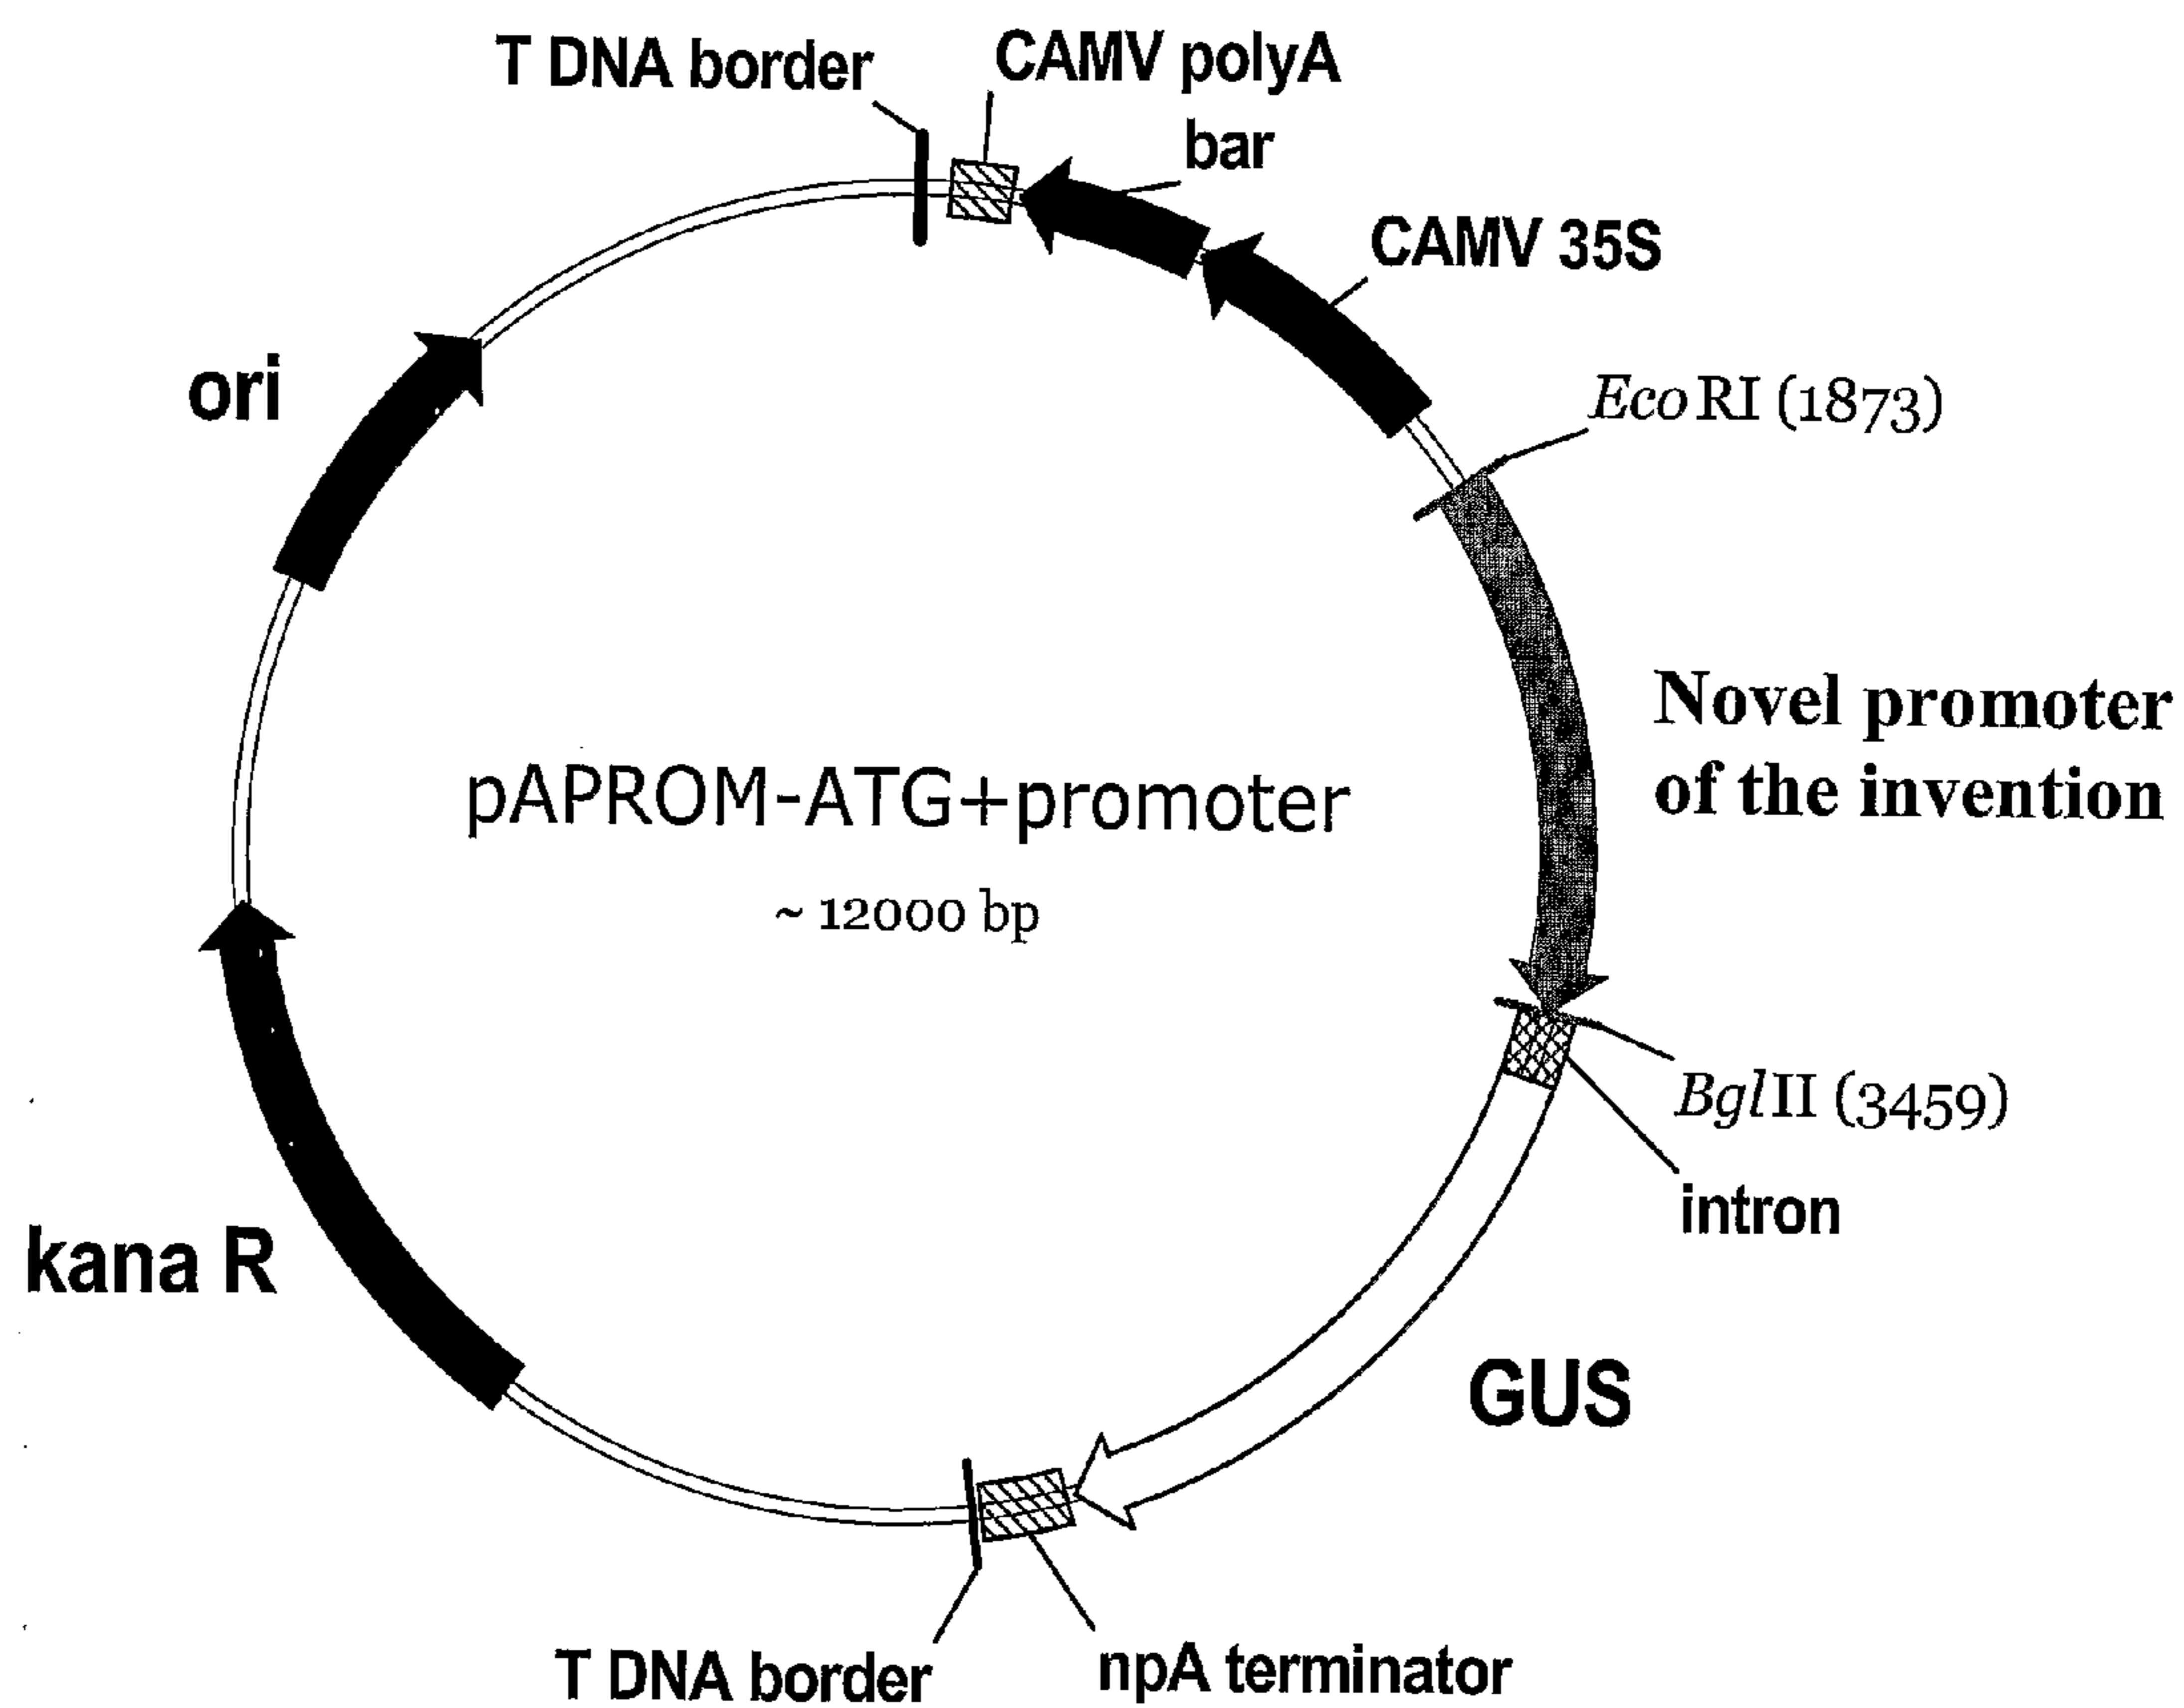 T DNA border
CAMV polyA
bar
CAMV 35S
EcoRI (1873)
ori
Novel promoter
of the invention
pAPROM-ATG+promoter
~ 12000 bp
BglII (3459)
intron
kana R
GUS
T DNA border
npA terminator